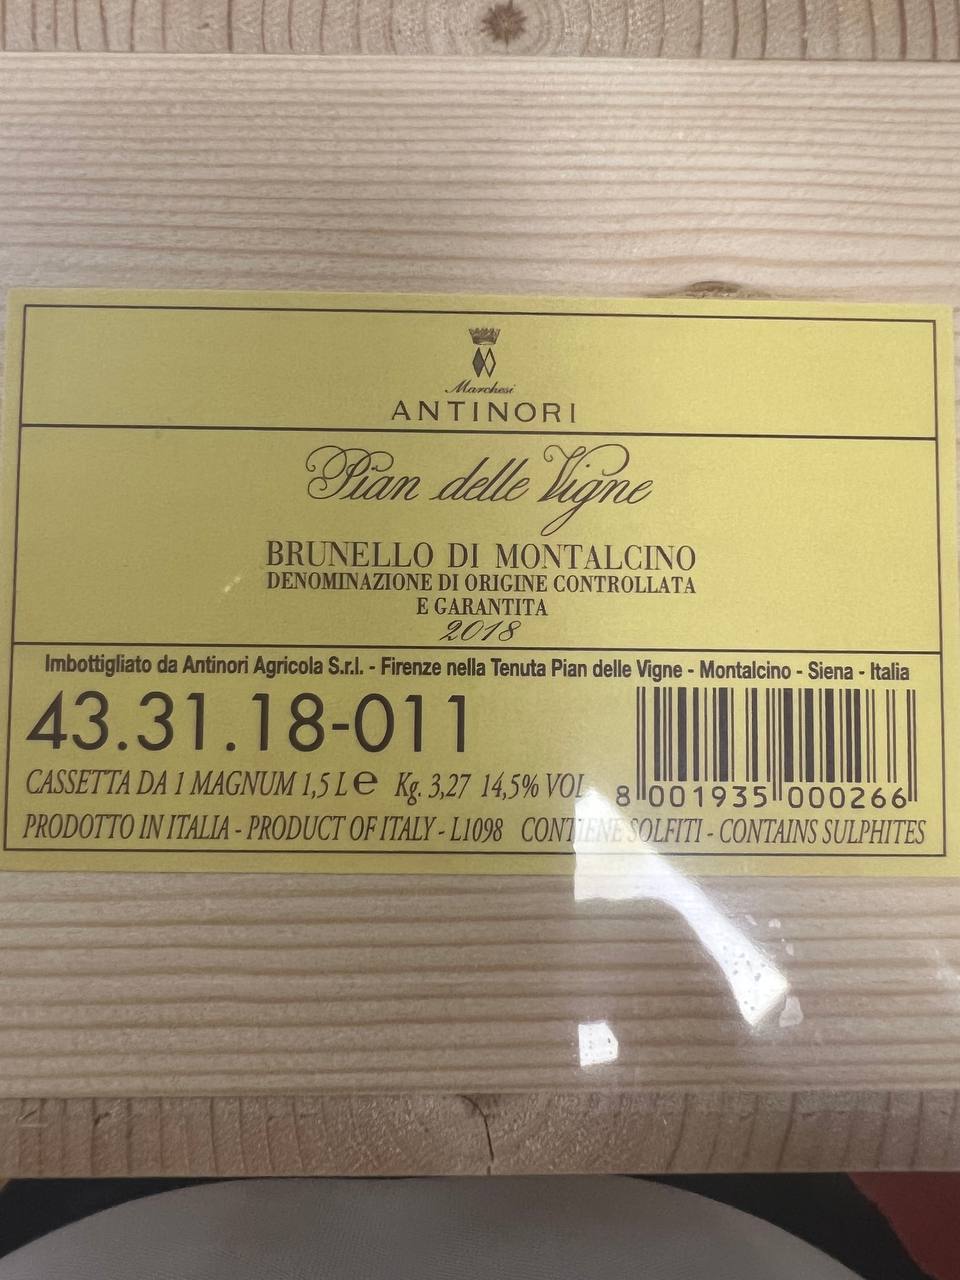 Marchesi
ANTINORI
Pian delle Vigne
BRUNELLO DI MONTALCINO
DENOMINAZIONE DI ORIGINE CONTROLLATA
E GARANTITA
2018
Imbottigliato da Antinori Agricola S.r.l. - Firenze nella Tenuta Pian delle Vigne - Montalcino - Siena - Italia
43.31.18-011
CASSETTA DA 1 MAGNUM 1,5 L e Kg. 3,27 14,5% VOL
8 001935 000266
PRODOTTO IN ITALIA - PRODUCT OF ITALY - L1098 CONTIENE SOLFITI - CONTAINS SULPHITES